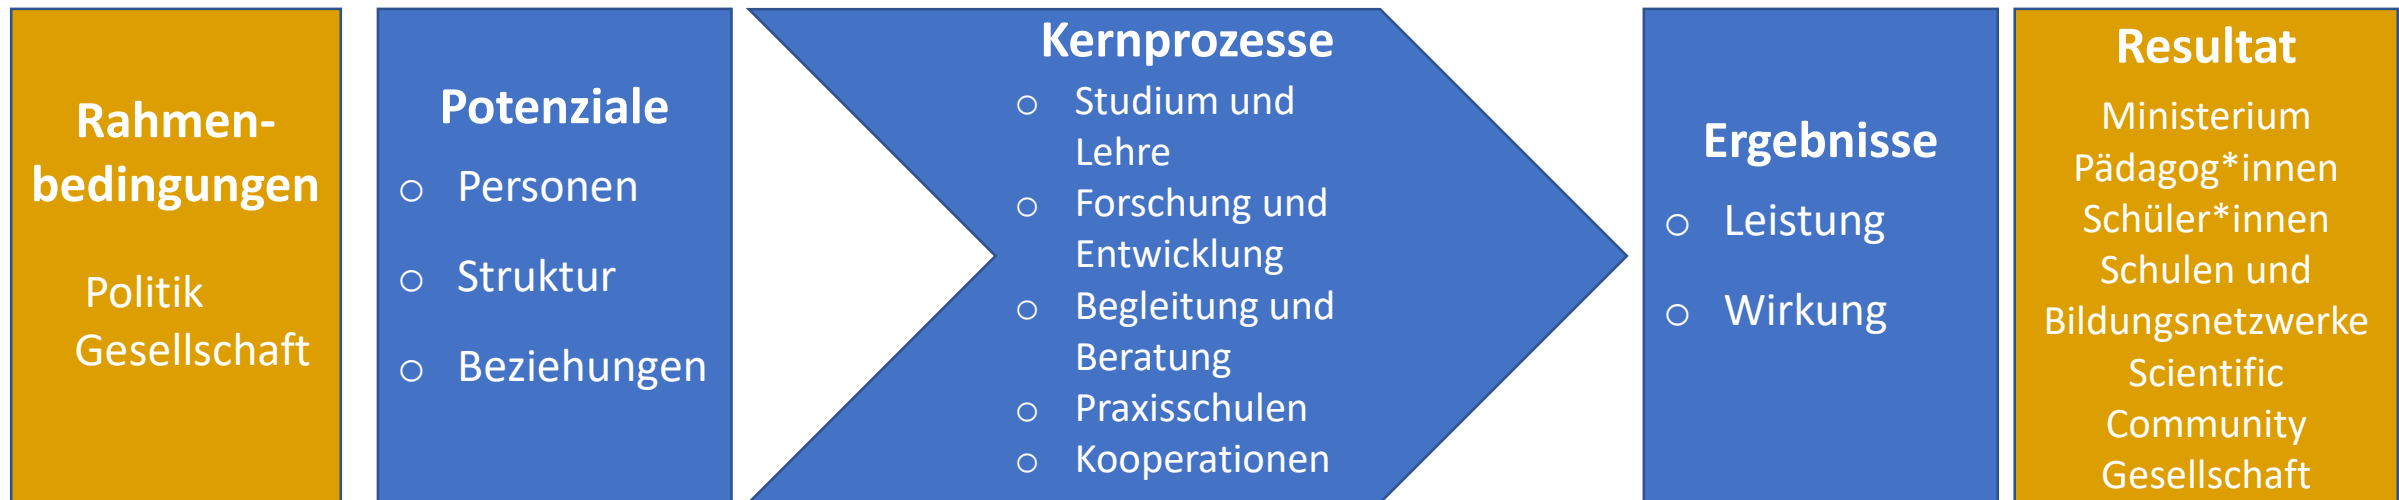 Rahmen-
bedingungen
Politik
Gesellschaft
Potenziale
○ Personen
○ Struktur
○ Beziehungen
Kernprozesse
○ Studium und
Lehre
○ Forschung und
Entwicklung
○ Begleitung und
Beratung
○ Praxisschulen
○ Kooperationen
Ergebnisse
○ Leistung
○ Wirkung
Resultat
Ministerium
Pädagog*innen
Schüler*innen
Schulen und
Bildungsnetzwerke
Scientific
Community
Gesellschaft